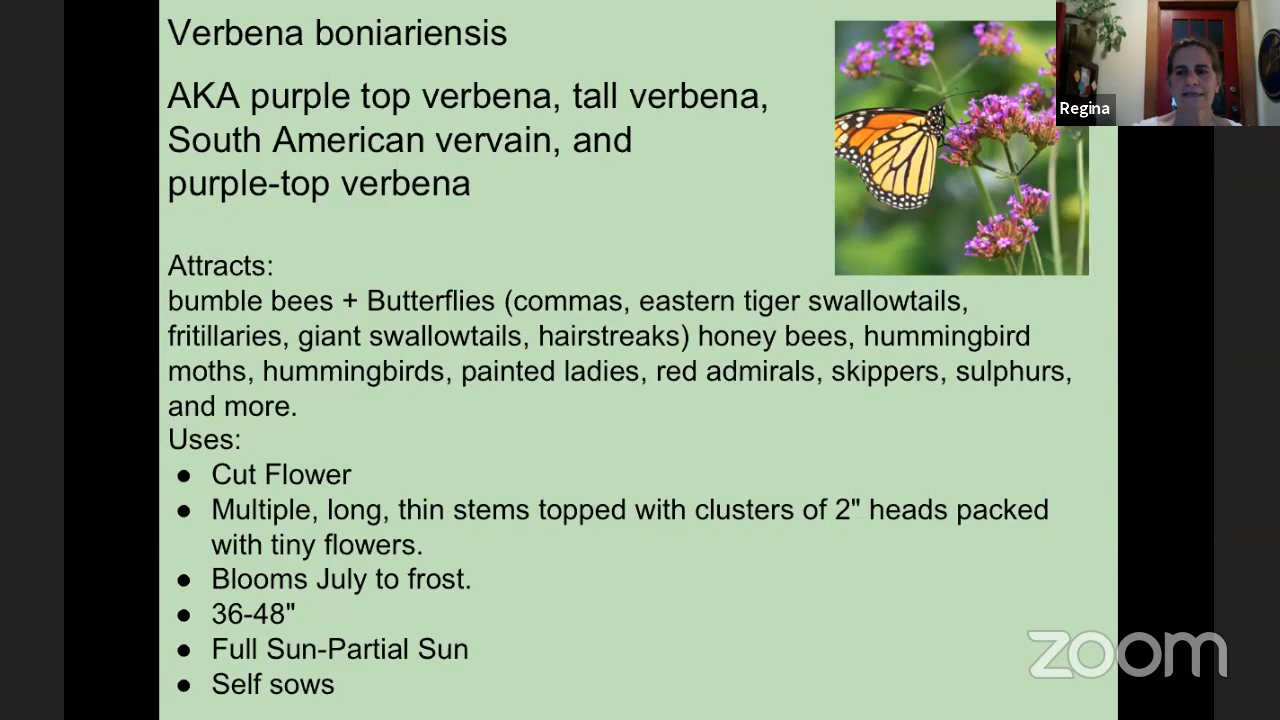 Verbena boniariensis
AKA purple top verbena, tall verbena,
South American vervain, and
purple-top verbena
Regina
Attracts:
bumble bees + Butterflies (commas, eastern tiger swallowtails,
fritillaries, giant swallowtails, hairstreaks) honey bees, hummingbird
moths, hummingbirds, painted ladies, red admirals, skippers, sulphurs,
and more.
Uses:
● Cut Flower
● Multiple, long, thin stems topped with clusters of 2" heads packed
with tiny flowers.
● Blooms July to frost.
● 36-48"
● Full Sun-Partial Sun
● Self sows
zoom